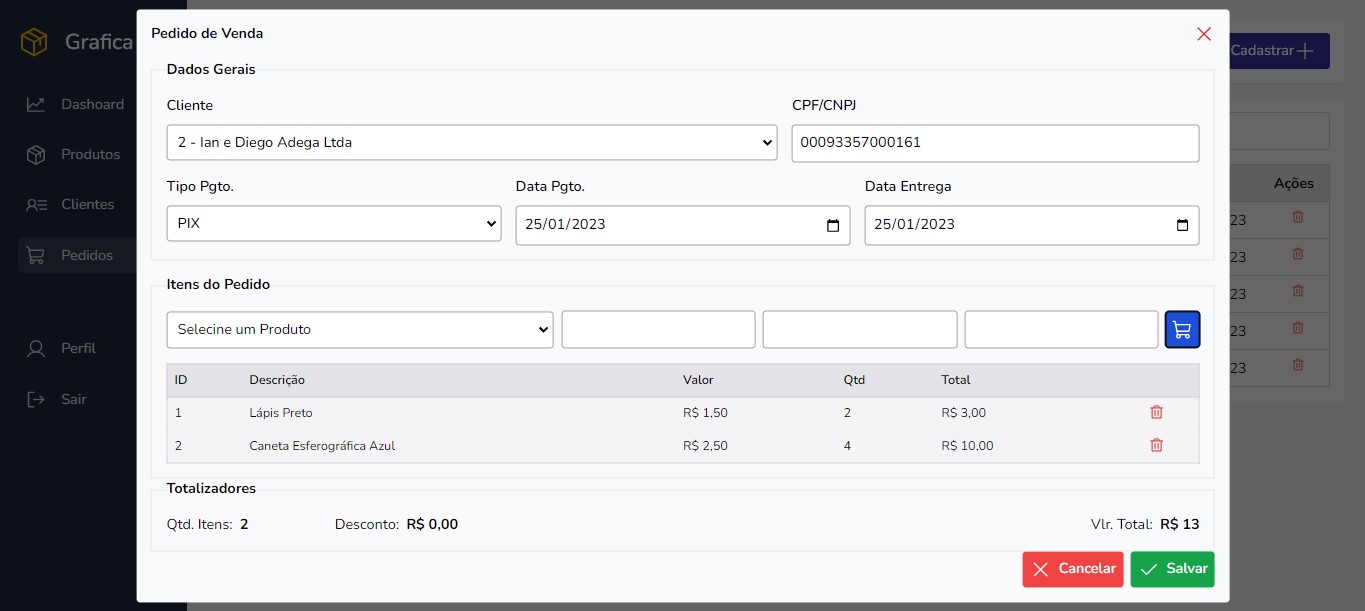 Grafica
Dashoard
Produtos
Clientes
Pedidos
Perfil
Sair
Pedido de Venda
Dados Gerais
Cliente CPF/CNPJ
2 - Ian e Diego Adega Ltda 00093357000161
Tipo Pgto. Data Pgto. Data Entrega
PIX 25/01/2023 25/01/2023
Itens do Pedido
Selecine um Produto
ID Descrição Valor Qtd Total
1 Lápis Preto R$ 1,50 2 R$ 3,00
2 Caneta Esferográfica Azul R$ 2,50 4 R$ 10,00
Totalizadores
Qtd. Itens: 2 Desconto: R$ 0,00 Vlr. Total: R$ 13
Cancelar Salvar
Cadastrar
Ações
23
23
23
23
23